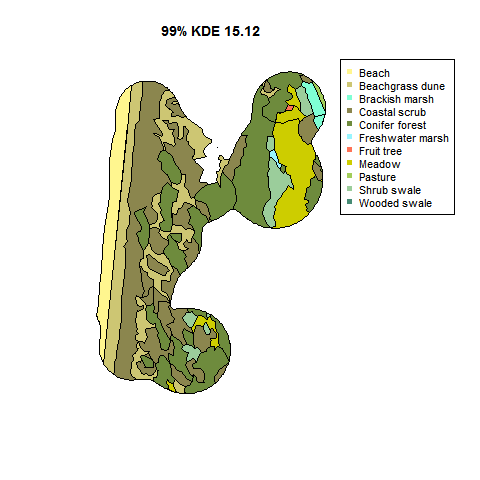 99% KDE 15.12
Beach
Beachgrass dune
Brackish marsh
Coastal scrub
Conifer forest
Freshwater marsh
Fruit tree
Meadow
Pasture
Shrub swale
Wooded swale